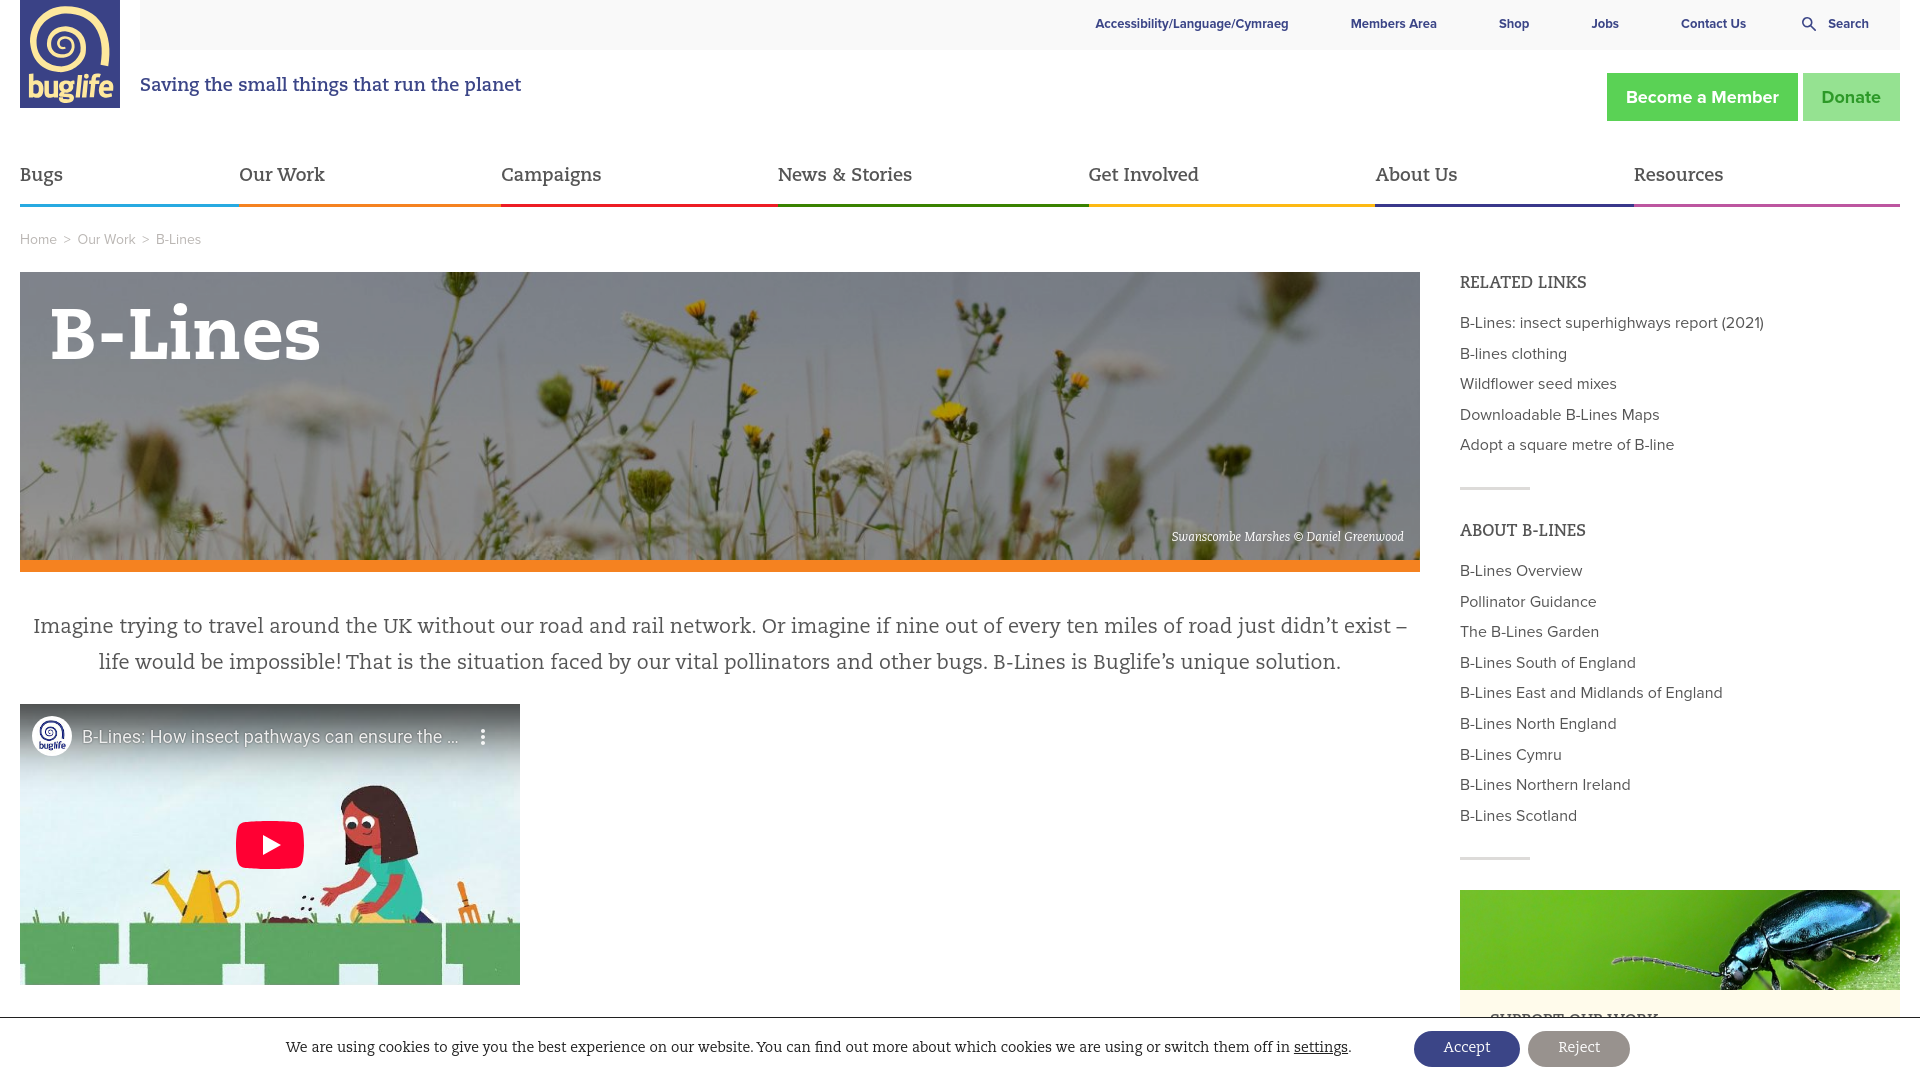 Accessibility/Language/Cymraeg Members Area Shop Jobs Contact Us Search
buglife
Saving the small things that run the planet
Become a Member Donate
Bugs Our Work Campaigns News & Stories Get Involved About Us Resources
Home > Our Work > B-Lines
B-Lines
Swanscombe Marshes © Daniel Greenwood
Imagine trying to travel around the UK without our road and rail network. Or imagine if nine out of every ten miles of road just didn’t exist –
life would be impossible! That is the situation faced by our vital pollinators and other bugs. B-Lines is Buglife’s unique solution.
buglife
B-Lines: How insect pathways can ensure the ...
RELATED LINKS
B-Lines: insect superhighways report (2021)
B-lines clothing
Wildflower seed mixes
Downloadable B-Lines Maps
Adopt a square metre of B-line
ABOUT B-LINES
B-Lines Overview
Pollinator Guidance
The B-Lines Garden
B-Lines South of England
B-Lines East and Midlands of England
B-Lines North England
B-Lines Cymru
B-Lines Northern Ireland
B-Lines Scotland
SUPPORT OUR WORK
We are using cookies to give you the best experience on our website. You can find out more about which cookies we are using or switch them off in settings.
Accept Reject